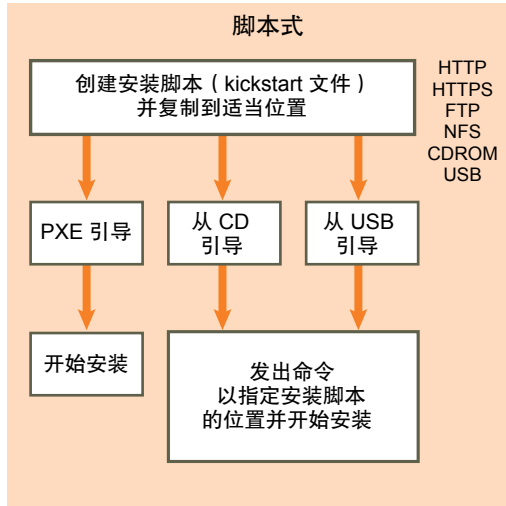 脚本式
创建安装脚本（kickstart 文件）
并复制到适当位置
HTTP
HTTPS
FTP
NFS
CDROM
USB
PXE 引导
从 CD
引导
从 USB
引导
开始安装
发出命令
以指定安装脚本
的位置并开始安装